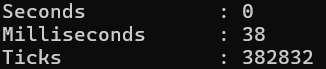 Seconds           : 0
Milliseconds      : 38
Ticks             : 382832